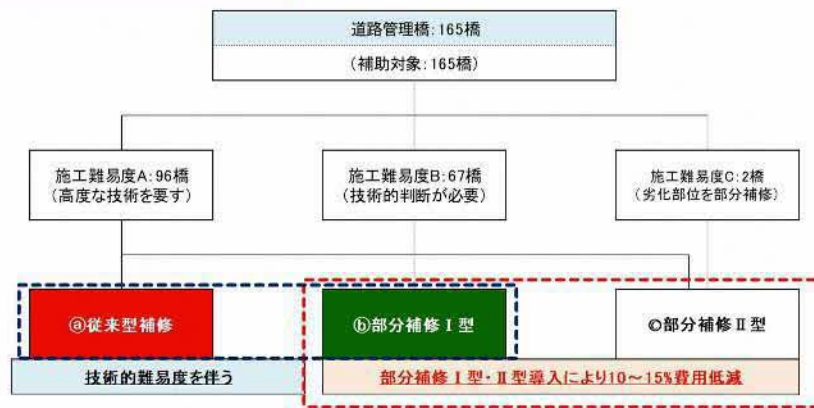 道路管理橋:165橋
(補助対象:165橋)
施工難易度A:96橋
(高度な技術を要す)
施工難易度B:67橋
(技術的判断が必要)
施工難易度C:2橋
(劣化部位を部分補修)
ⓐ従来型補修
ⓑ部分補修Ⅰ型
©部分補修Ⅱ型
技術的難易度を伴う
部分補修Ⅰ型・Ⅱ型導入により10～15%費用低減